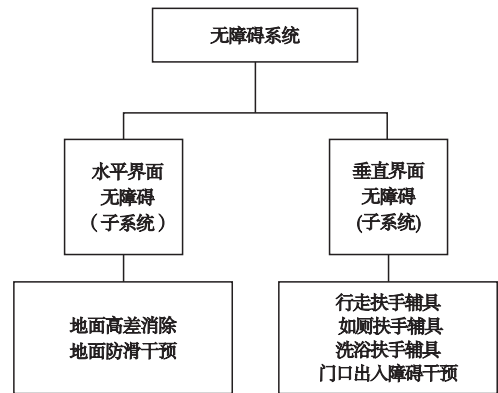 无障碍系统
水平界面
无障碍
（子系统）
垂直界面
无障碍
(子系统)
地面高差消除
地面防滑干预
行走扶手辅具
如厕扶手辅具
洗浴扶手辅具
门口出入障碍干预